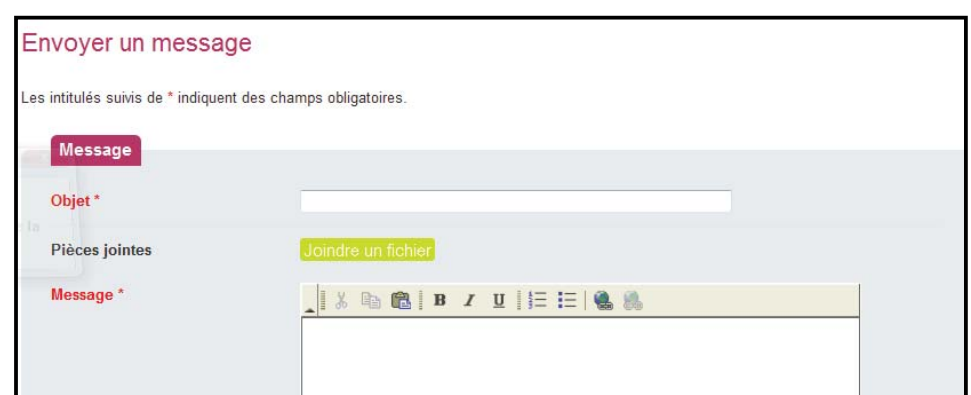 Envoyer un message
Les intitulés suivis de * indiquent des champs obligatoires.
Message
Objet *
la
Pièces jointes
Joindre un fichier
Message *
B I U